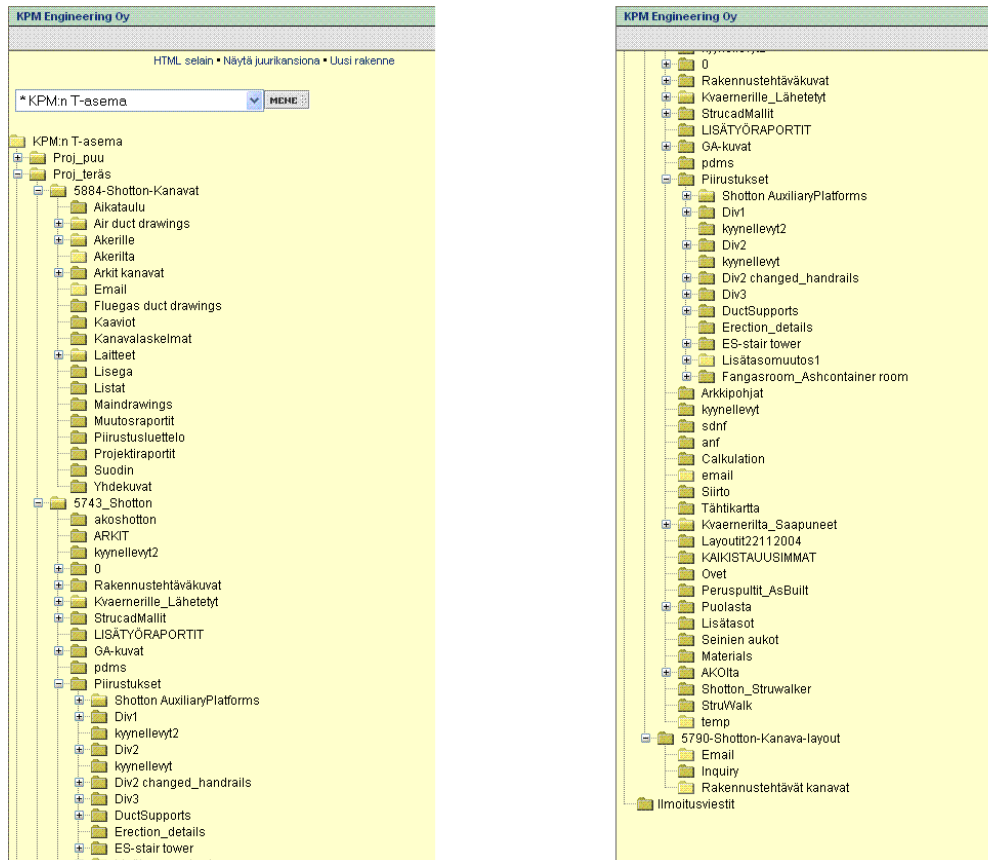 KPM Engineering Oy
HTML selain • Näytä juurikansiona • Uusi rakenne
* KPM:n T-asema
MENE
KPM:n T-asema
Proj_puu
Proj_teräs
5884-Shotton-Kanavat
Aikataulu
Air duct drawings
Akerille
Akerilta
Arkit kanavat
Email
Fluegas duct drawings
Kaaviot
Kanavalaskelmat
Laitteet
Lisega
Listat
Maindrawings
Muutosraportit
Piirustusluettelo
Projektiraportit
Suodin
Yhdekuvat
5743_Shotton
akoshotton
ARKIT
kyynellevyt2
0
Rakennustehtäväkuvat
Kvaernerille_Lähetetyt
StrucadMallit
LISÄTYÖRAPORTIT
GA-kuvat
pdms
Piirustukset
Shotton AuxiliaryPlatforms
Div1
kyynellevyt2
Div2
kyynellevyt
Div2 changed_handrails
Div3
DuctSupports
Erection_details
ES-stair tower
KPM Engineering Oy
0
Rakennustehtäväkuvat
Kvaernerille_Lähetetyt
StrucadMallit
LISÄTYÖRAPORTIT
GA-kuvat
pdms
Piirustukset
Shotton AuxiliaryPlatforms
Div1
kyynellevyt2
Div2
kyynellevyt
Div2 changed_handrails
Div3
DuctSupports
Erection_details
ES-stair tower
Lisätasomuutos1
Fangasroom_Ashcontainer room
Arkkipohjat
kyynellevyt
sdnf
anf
Calkulation
email
Siirto
Tähtikartta
Kvaernerilta_Saapuneet
Layoutit22112004
KAIKISTAUUSIMMAT
Ovet
Peruspultit_AsBuilt
Puolasta
Lisätasot
Seinien aukot
Materials
AKOlta
Shotton_Struwalker
StruWalk
temp
5790-Shotton-Kanava-layout
Email
Inquiry
Rakennustehtävät kanavat
Ilmoitusviestit